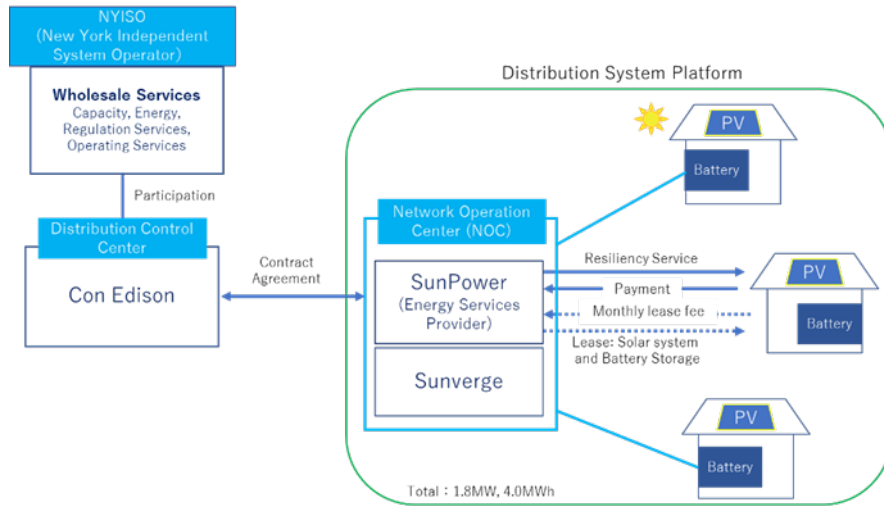 NYISO
(New York Independent
System Operator)
Wholesale Services
Capacity, Energy,
Regulation Services,
Operating Services
Participation
Distribution Control
Center
Con Edison
Contract
Agreement
Distribution System Platform
Network Operation
Center (NOC)
SunPower
(Energy Services
Provider)
Sunverge
Resiliency Service
Payment
Monthly lease fee
Lease: Solar system
and Battery Storage
PV
Battery
PV
Battery
PV
Battery
Total：1.8MW, 4.0MWh